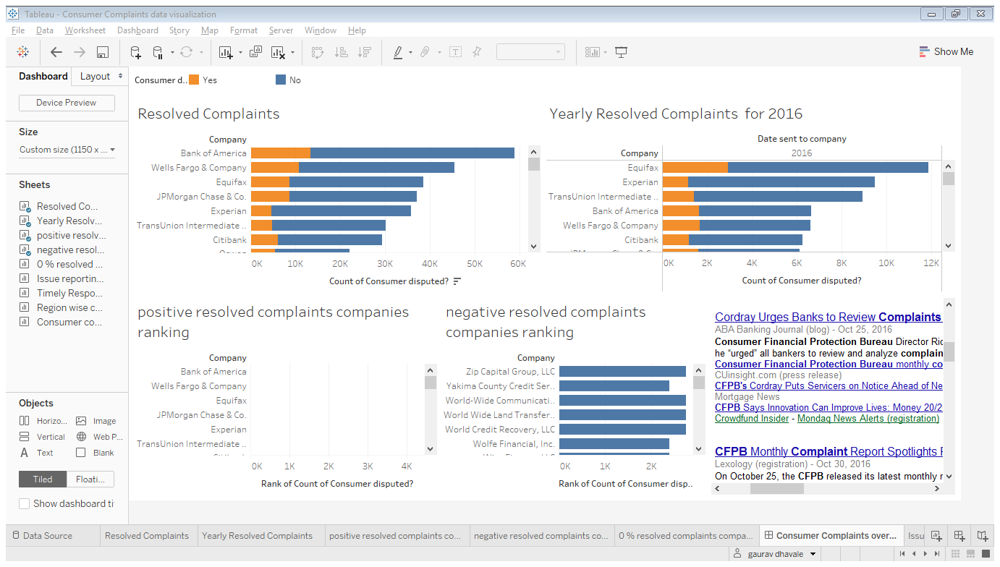 Tableau - Consumer Complaints data visualization
File Data Worksheet Dashboard Story Map Format Server Window Help
Show Me
Dashboard Layout
Device Preview
Size
Custom size (1150 x ...
Sheets
Resolved Co...
Yearly Resolv...
positive resolv...
negative resol...
0 % resolved ...
Issue reportin...
Timely Respo...
Region wise c...
Consumer co...
Objects
Horizo... Image
Vertical Web P...
Text Blank
Tiled Floati...
Show dashboard ti
Consumer d.. Yes No
Resolved Complaints
Company
Bank of America
Wells Fargo & Company
Equifax
JPMorgan Chase & Co.
Experian
TransUnion Intermediate ..
Citibank
0K 10K 20K 30K 40K 50K 60K
Count of Consumer disputed?
Yearly Resolved Complaints for 2016
Date sent to company
Company 2016
Equifax
Experian
TransUnion Intermediate ..
Bank of America
Wells Fargo & Company
Citibank
0K 2K 4K 6K 8K 10K 12K
Count of Consumer disputed?
positive resolved complaints companies
ranking
Company
Bank of America
Wells Fargo & Company
Equifax
JPMorgan Chase & Co.
Experian
TransUnion Intermediate ..
0K 1K 2K 3K 4K
Rank of Count of Consumer disputed?
negative resolved complaints
companies ranking
Company
Zip Capital Group, LLC
Yakima County Credit Ser..
World-Wide Communicati..
World Wide Land Transfer..
World Credit Recovery, LLC
Wolfe Financial, Inc.
0K 1K 2K
Rank of Count of Consumer disp..
Cordray Urges Banks to Review Complaints
ABA Banking Journal (blog) - Oct 25, 2016
Consumer Financial Protection Bureau Director Ric
he “urged” all bankers to review and analyze complain
Consumer Financial Protection Bureau monthly co
CUinsight.com (press release)
CFPB's Cordray Puts Servicers on Notice Ahead of Ne
Mortgage News
CFPB Says Innovation Can Improve Lives: Money 20/2
Crowdfund Insider - Mondaq News Alerts (registration)
CFPB Monthly Complaint Report Spotlights F
Lexology (registration) - Oct 30, 2016
On October 25, the CFPB released its latest monthly r
Data Source Resolved Complaints Yearly Resolved Complaints positive resolved complaints co... negative resolved complaints co... 0 % resolved complaints compa... Consumer Complaints over... Issu
gaurav dhavale